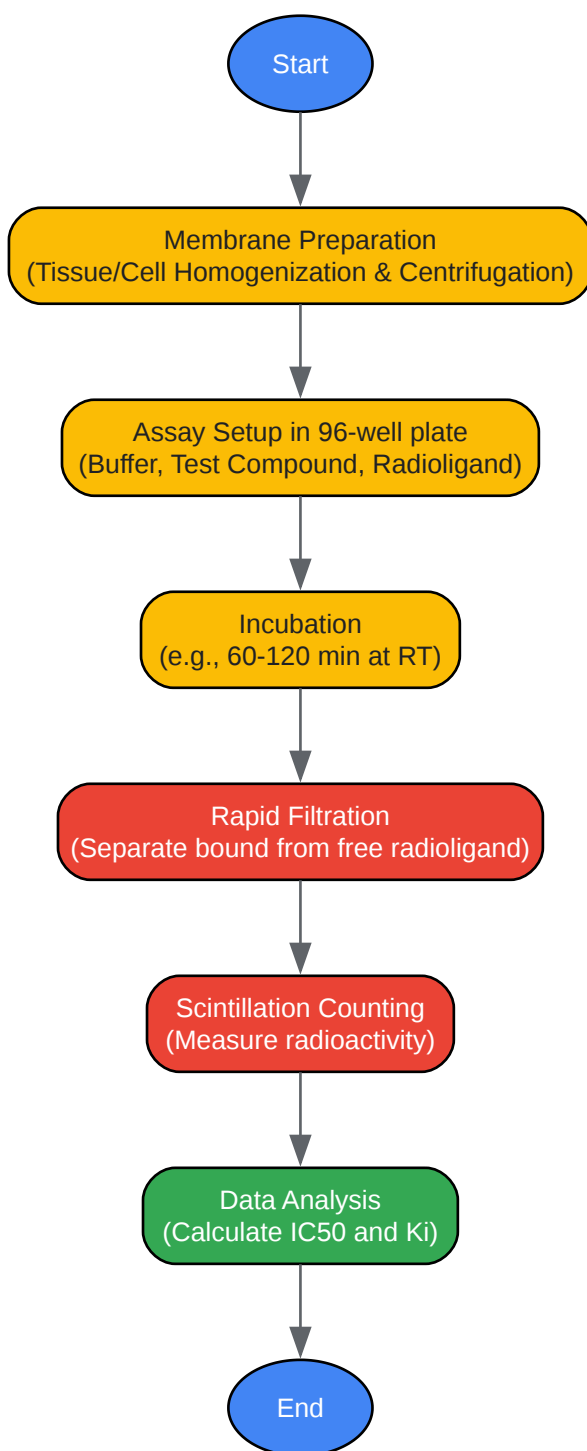 Start
Membrane Preparation
(Tissue/Cell Homogenization & Centrifugation)
Assay Setup in 96-well plate
(Buffer, Test Compound, Radioligand)
Incubation
(e.g., 60-120 min at RT)
Rapid Filtration
(Separate bound from free radioligand)
Scintillation Counting
(Measure radioactivity)
Data Analysis
(Calculate IC50 and Ki)
End